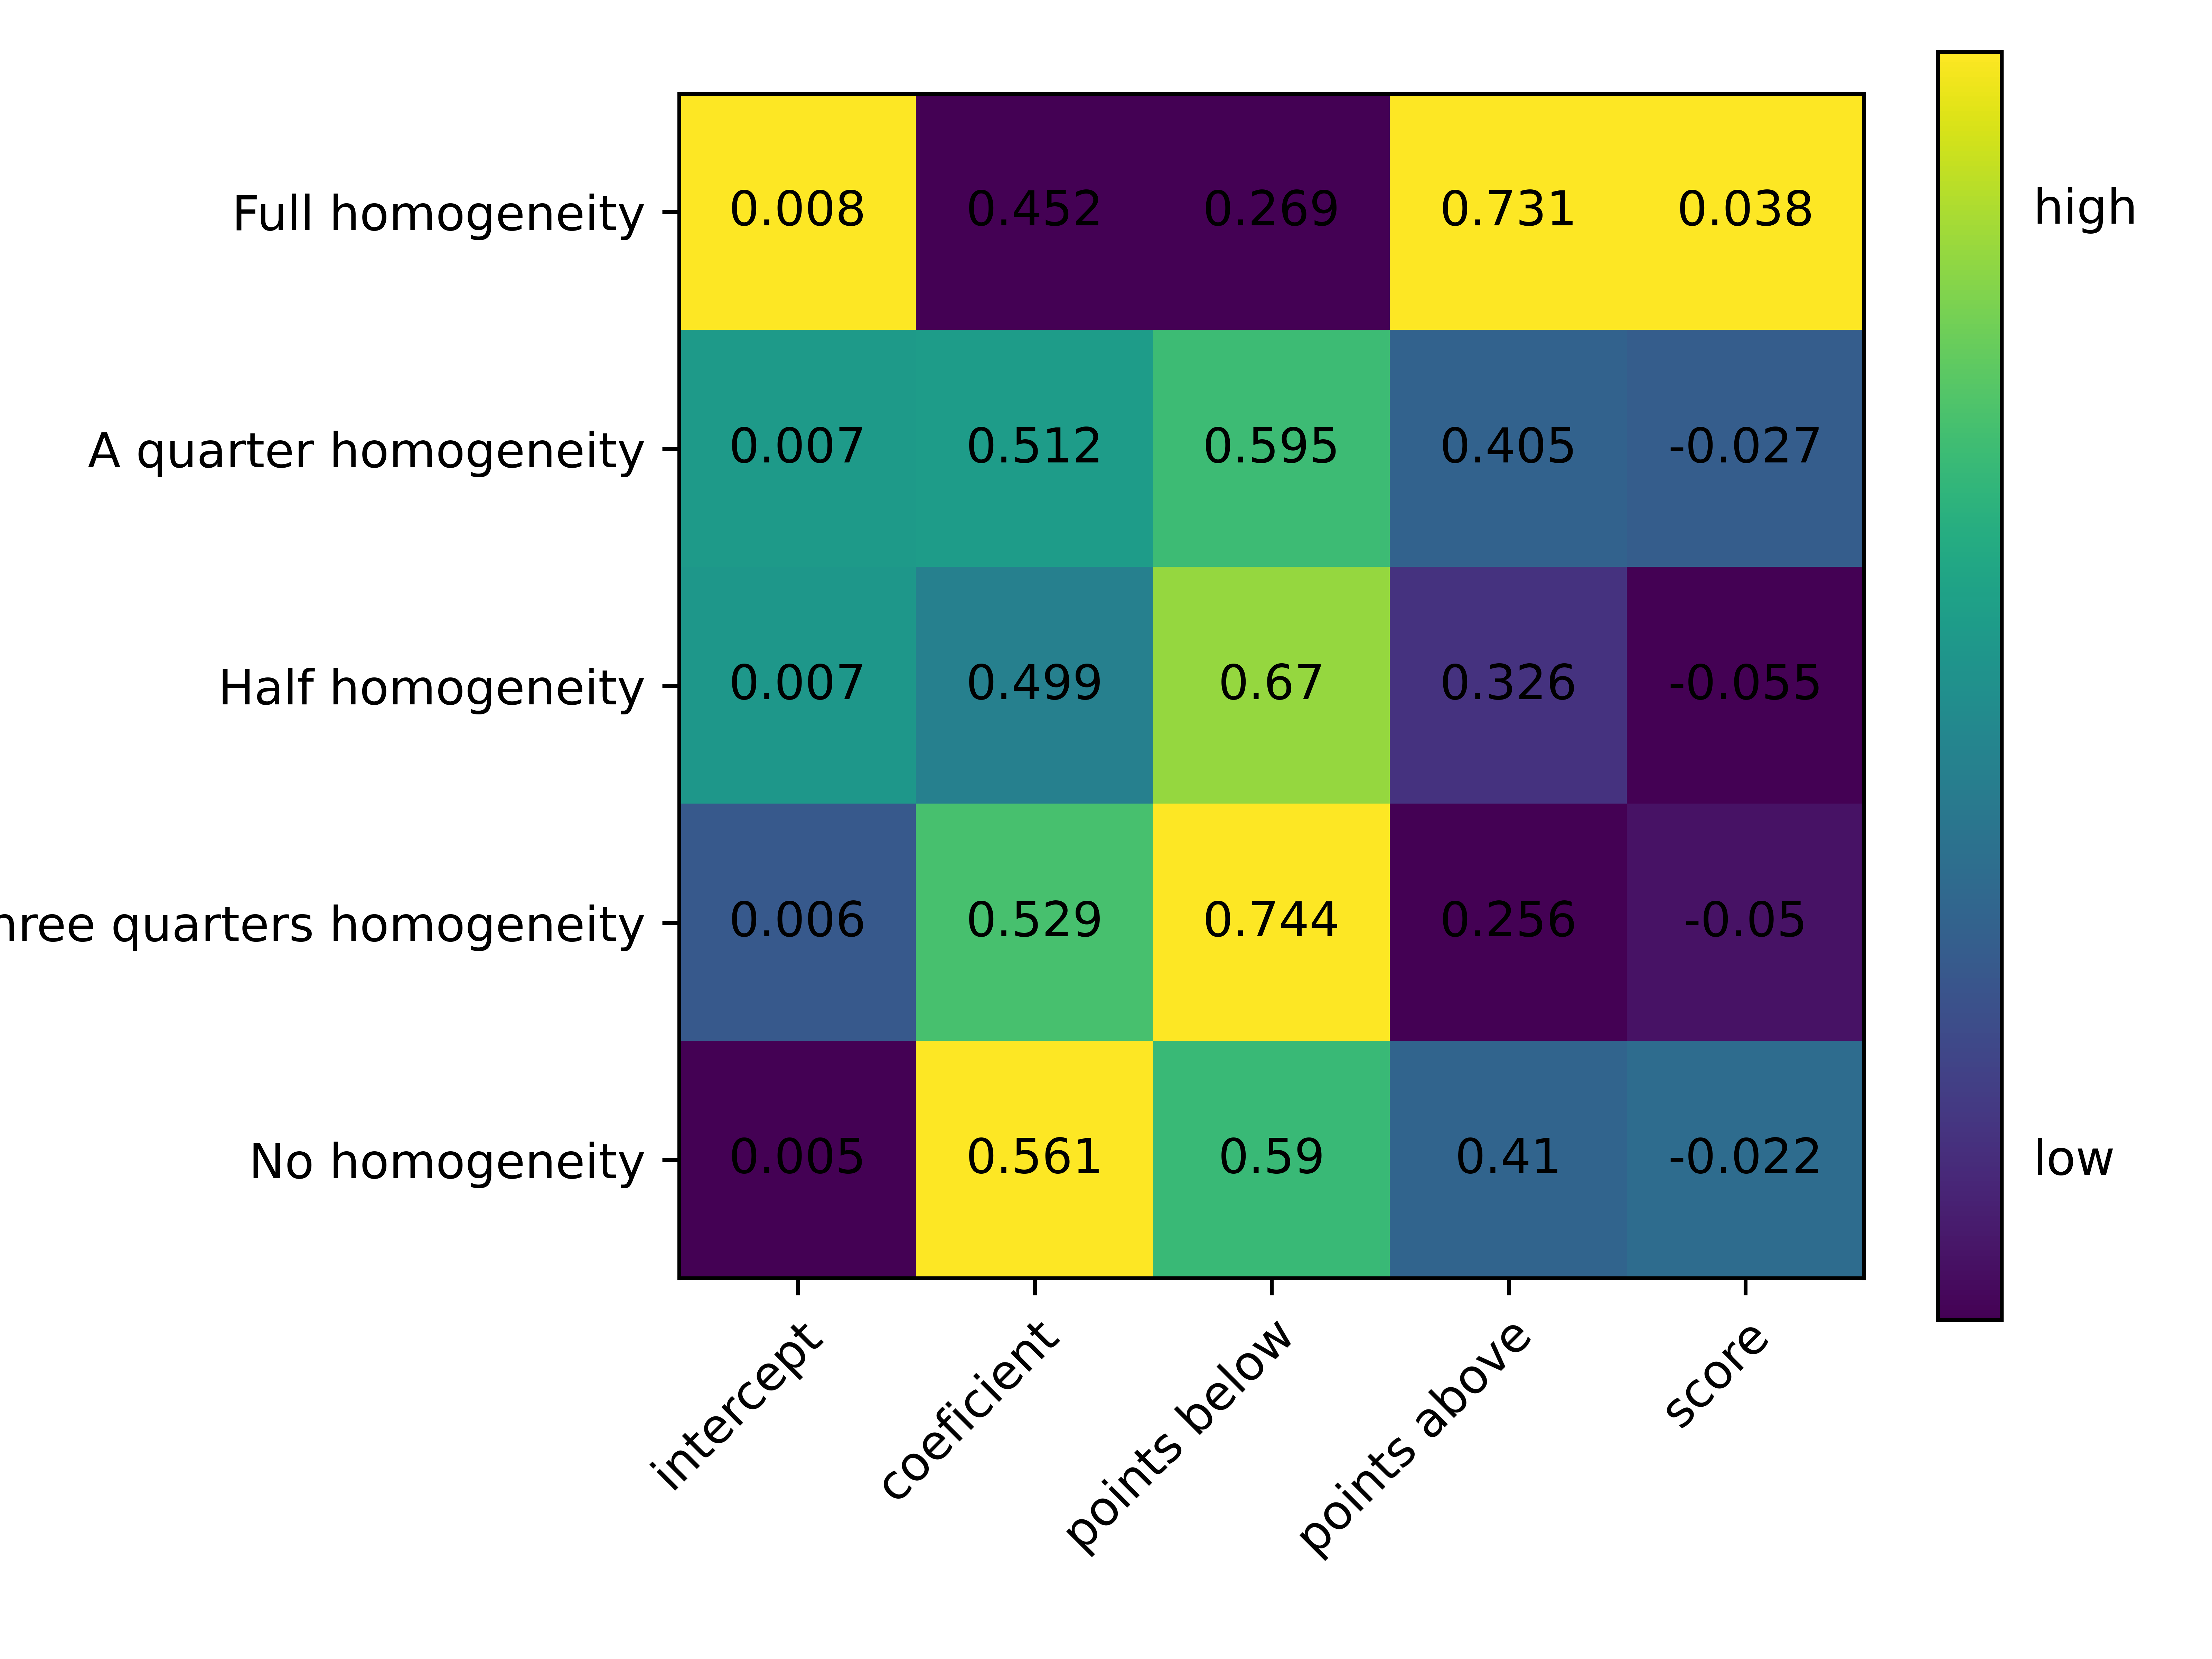 high
Full homogeneity 0.008 0.452 0.269 0.731 0.038
A quarter homogeneity 0.007 0.512 0.595 0.405 -0.027
Half homogeneity 0.007 0.499 0.67 0.326 -0.055
hree quarters homogeneity 0.006 0.529 0.744 0.256 -0.05
No homogeneity 0.005 0.561 0.59 0.41 -0.022
low
intercept
coeficient
points below
points above
score